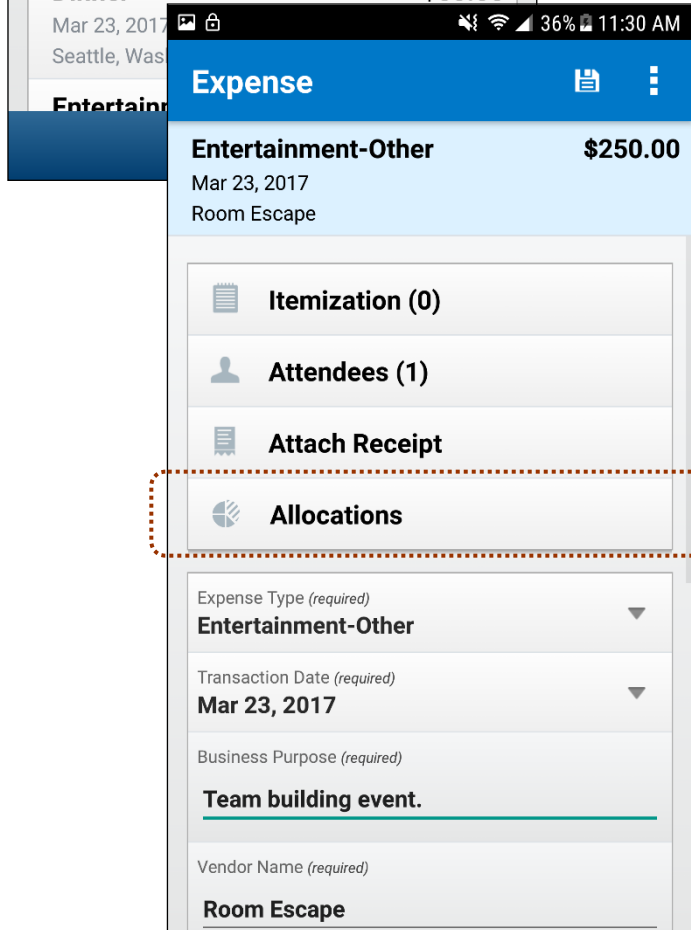 Mar 23, 2017
Seattle,
36% 11:30 AM
Expense
Entertainment-Other $250.00
Mar 23, 2017
Room Escape
Itemization (0)
Attendees (1)
Attach Receipt
Allocations
Expense Type (required)
Entertainment-Other
Transaction Date (required)
Mar 23, 2017
Business Purpose (required)
Team building event.
Vendor Name (required)
Room Escape